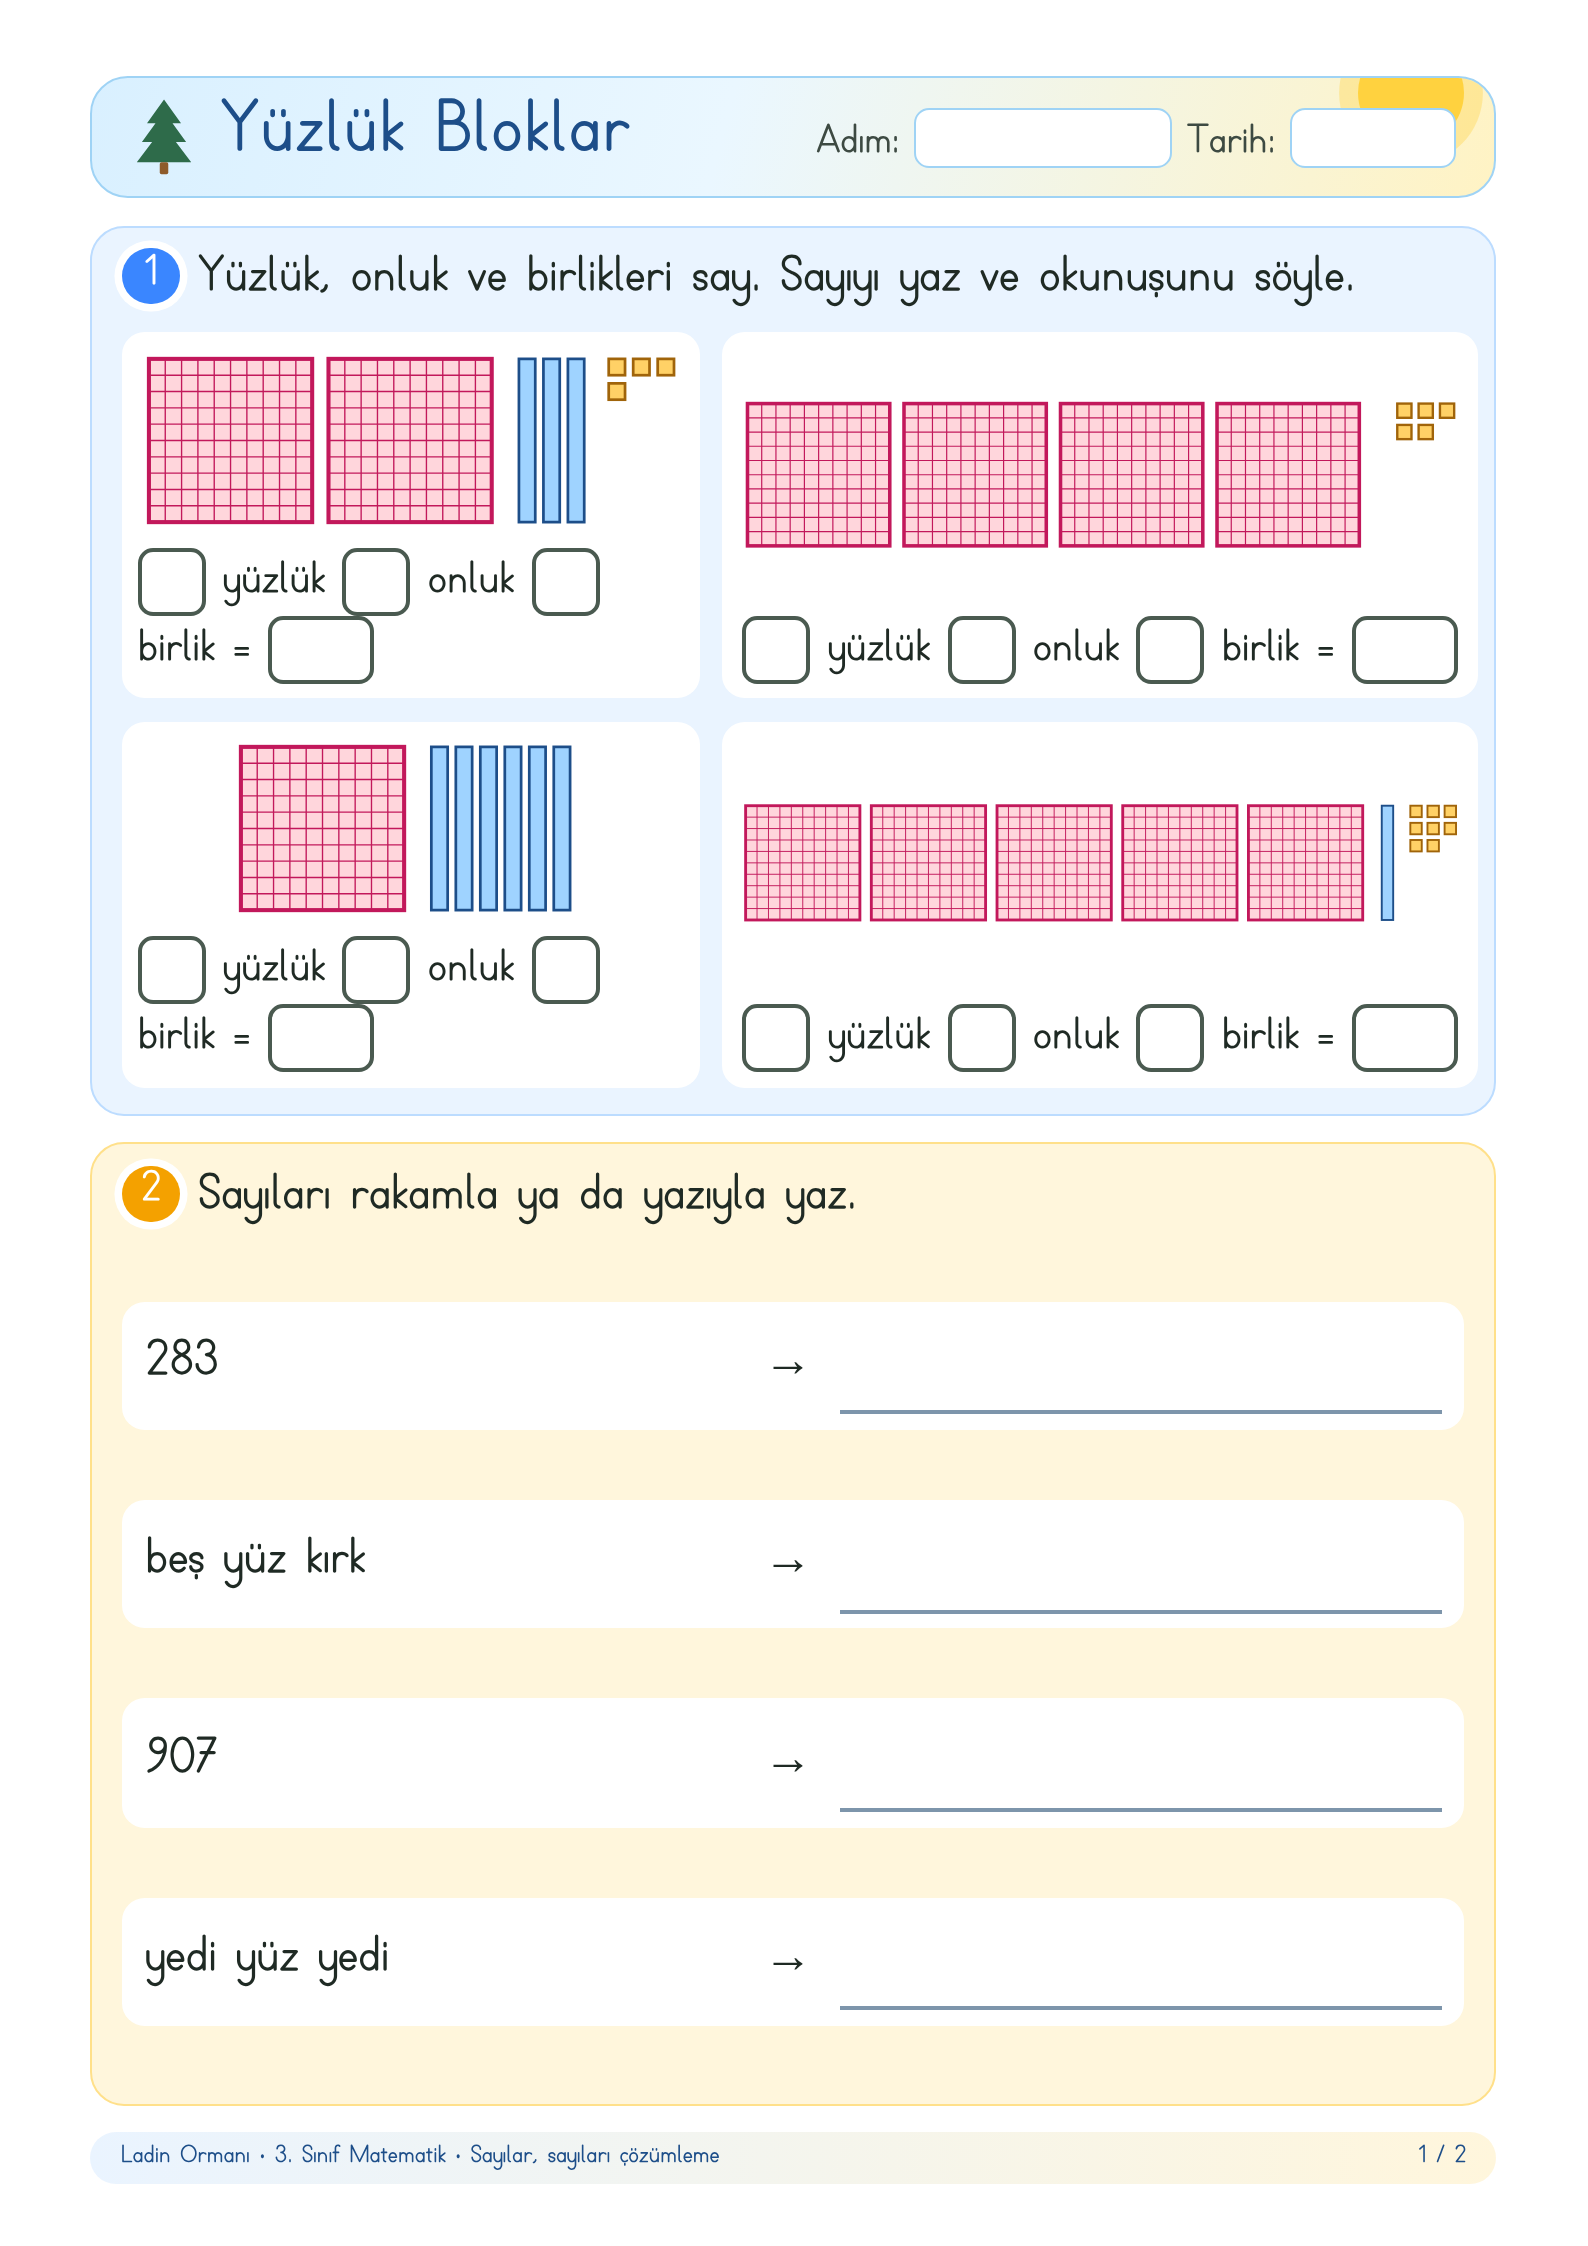 Yüzlük Bloklar
Adım:
Tarih:
1 Yüzlük, onluk ve birlikleri say. Sayıyı yaz ve okunuşunu söyle.
yüzlük onluk
birlik =
yüzlük onluk birlik =
yüzlük onluk
birlik =
yüzlük onluk birlik =
2 Sayıları rakamla ya da yazıyla yaz.
283 →
beş yüz kırk →
907 →
yedi yüz yedi →
Ladin Ormanı • 3. Sınıf Matematik • Sayılar, sayıları çözümleme
1 / 2